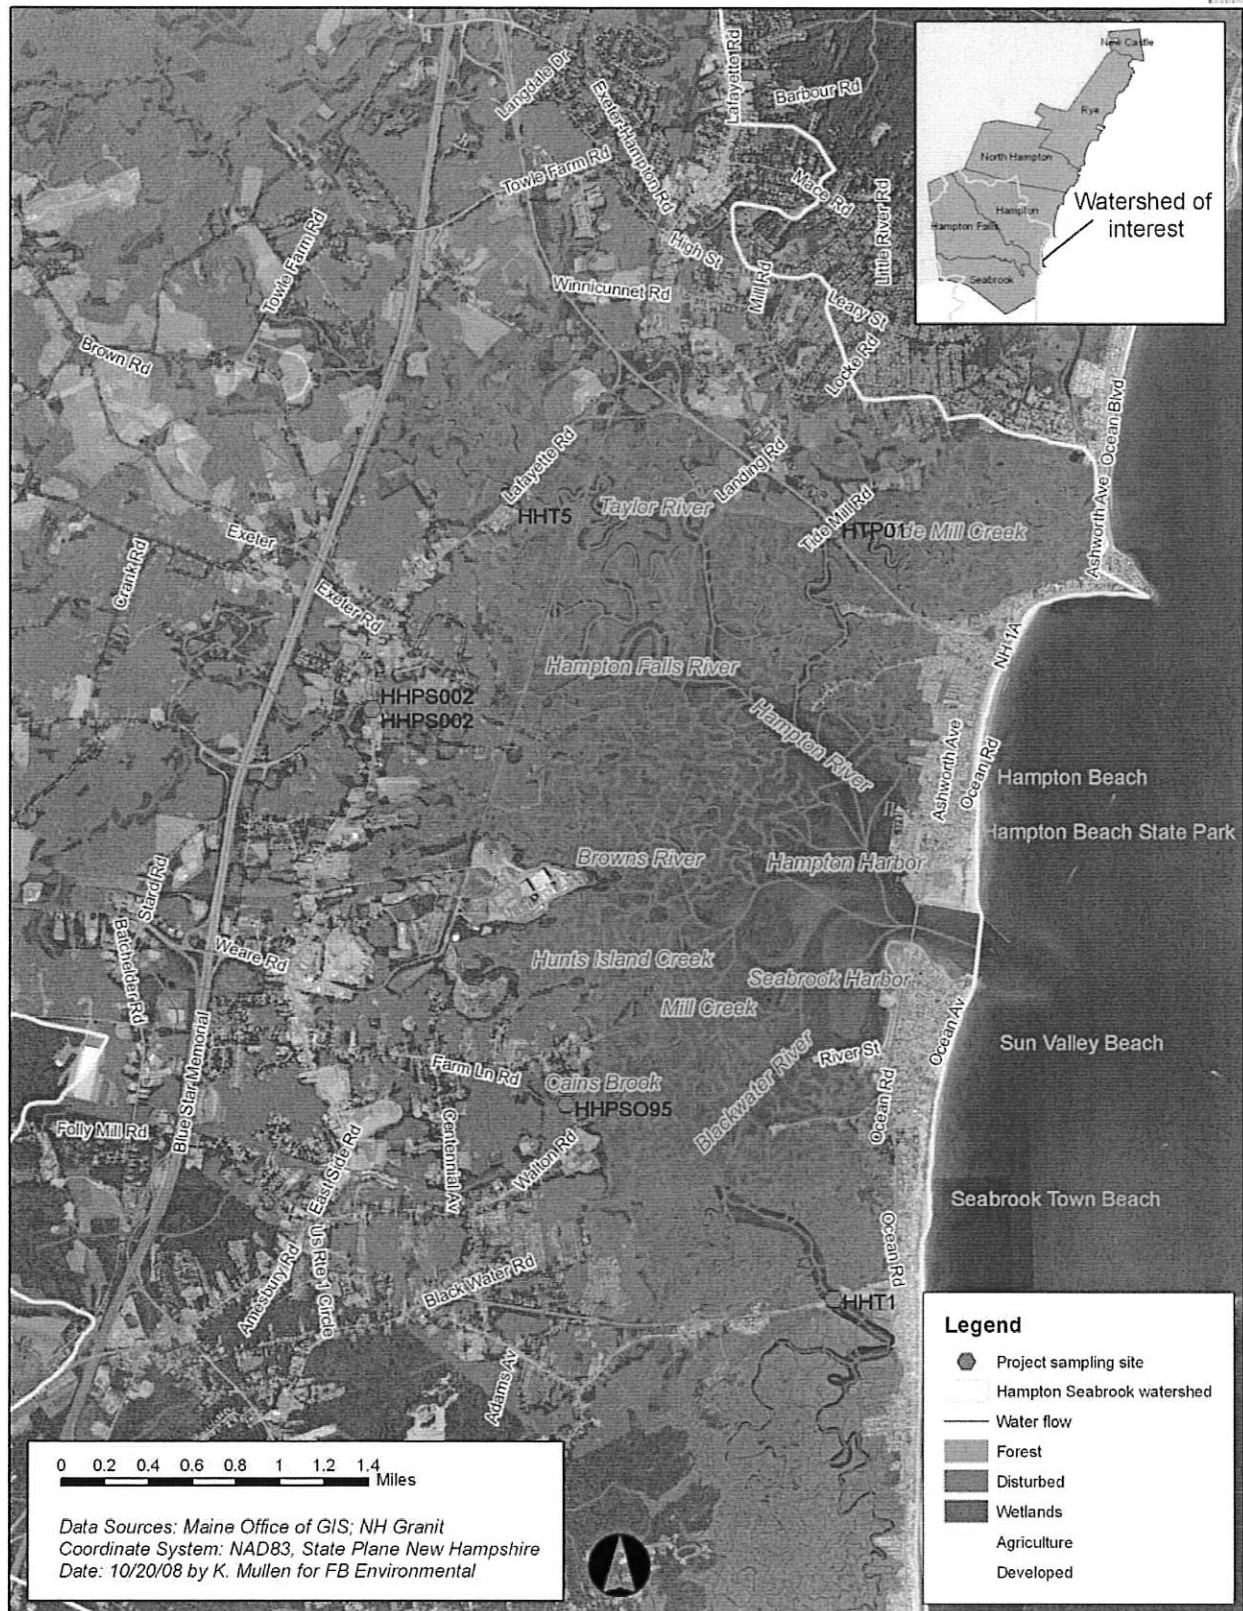 New Castle
Rye
North Hampton
Hampton
Hampton Falls
Seabrook
Watershed of
interest
Langdale Dr
Exeter-Hampton Rd
Lafayette Rd
Barbour Rd
Towle Farm Rd
Mace Rd
Little River Rd
Towle Farm Rd
High St
Mill Rd
Winnicunnet Rd
Leary St
Brown Rd
Locke Rd
Ocean Blvd
Lafayette Rd
Landing Rd
Taylor River
HHT5
Tide Mill Rd
HTP01
de Mill Creek
Ashworth Ave
Exeter
Crank Rd
Exeter Rd
NH 1A
Hampton Falls River
HHPS002
HHPS002
Hampton River
Ashworth Ave
Ocean Rd
Hampton Beach
Hampton Beach State Park
Browns River
Hampton Harbor
Stard Rd
Batchelder Rd
Weare Rd
Hunts Island Creek
Seabrook Harbor
Mill Creek
Ocean Av
Blue Star Memorial
River St
Sun Valley Beach
Farm Ln Rd
Cains Brook
HHPSO95
Blackwater River
Ocean Rd
Folly Mill Rd
Centennial Av
East Side Rd
Walton Rd
Seabrook Town Beach
Us Rte 1 Circle
Amesbury Rd
Black Water Rd
Ocean Rd
HHT1
Adams Av
Legend
Project sampling site
Hampton Seabrook watershed
Water flow
Forest
Disturbed
Wetlands
Agriculture
Developed
0 0.2 0.4 0.6 0.8 1 1.2 1.4
Miles
Data Sources: Maine Office of GIS; NH Granit
Coordinate System: NAD83, State Plane New Hampshire
Date: 10/20/08 by K. Mullen for FB Environmental